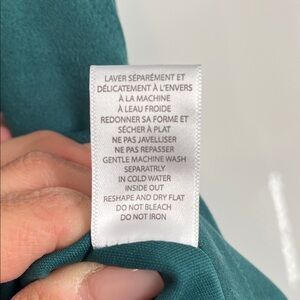 LAVER SÉPARÉMENT ET
DÉLICATEMENT À L'ENVERS
À LA MACHINE
À LEAU FROIDE
REDONNER SA FORME ET
SÉCHER À PLAT
NE PAS JAVELLISER
NE PAS REPASSER
GENTLE MACHINE WASH
SEPARATRLY
IN COLD WATER
INSIDE OUT
RESHAPE AND DRY FLAT
DO NOT BLEACH
DO NOT IRON